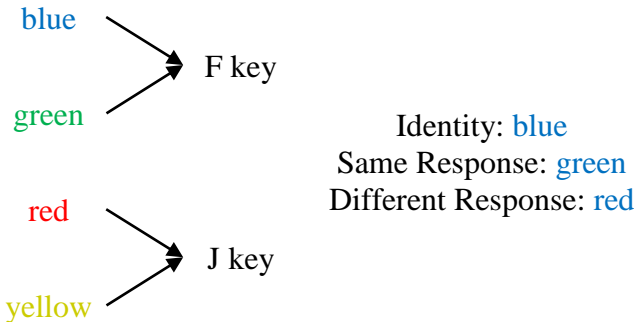 blue
F key
green
red
J key
yellow
Identity: blue
Same Response: green
Different Response: red